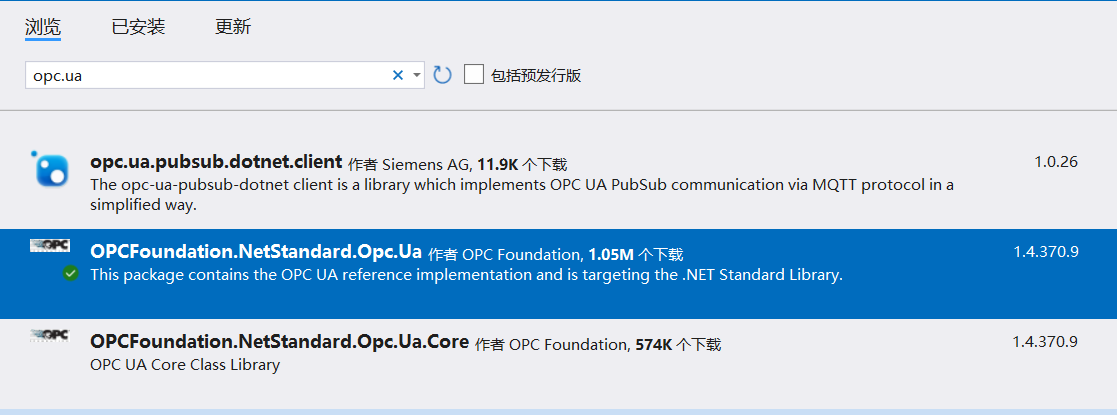 浏览 已安装 更新
opc.ua 包括预发行版
opc.ua.pubsub.dotnet.client 作者 Siemens AG, 11.9K 个下载 1.0.26
The opc-ua-pubsub-dotnet client is a library which implements OPC UA PubSub communication via MQTT protocol in a
simplified way.
OPC
OPCFoundation.NetStandard.Opc.Ua 作者 OPC Foundation, 1.05M 个下载 1.4.370.9
This package contains the OPC UA reference implementation and is targeting the .NET Standard Library.
OPC
OPCFoundation.NetStandard.Opc.Ua.Core 作者 OPC Foundation, 574K 个下载 1.4.370.9
OPC UA Core Class Library